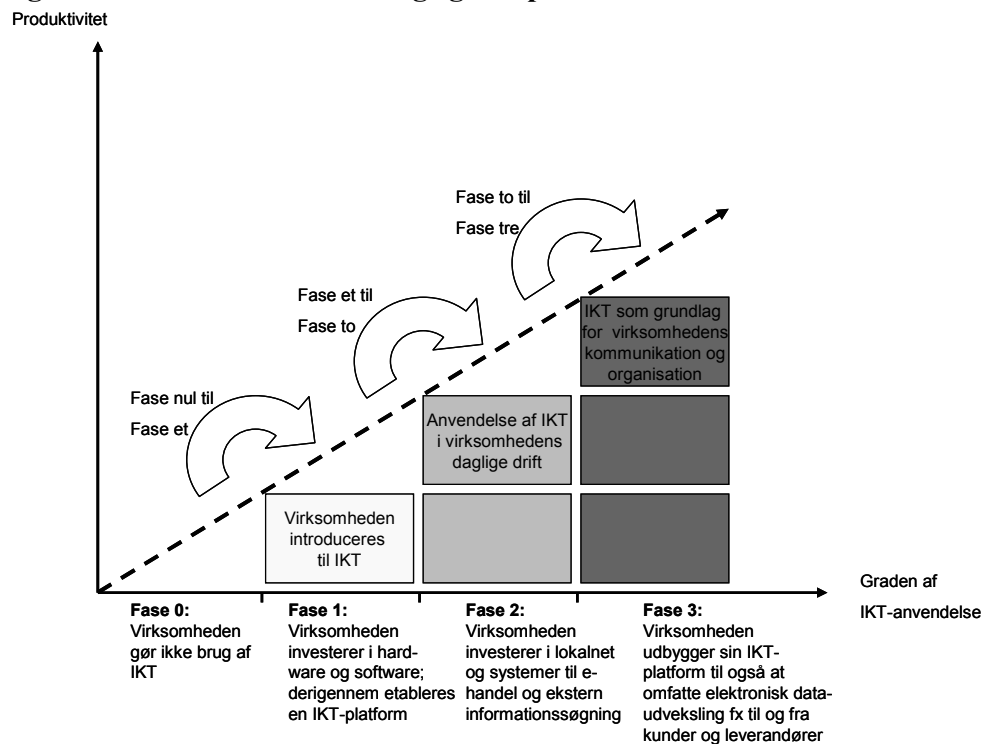 Produktivitet
Fase to til
Fase tre
Fase et til
Fase to
Fase nul til
Fase et
IKT som grundlag
for virksomhedens
kommunikation og
organisation
Anvendelse af IKT
i virksomhedens
daglige drift
Virksomheden
introduceres
til IKT
Graden af
IKT-anvendelse
Fase 0:
Virksomheden
gør ikke brug af
IKT
Fase 1:
Virksomheden
investerer i hard-
ware og software;
derigennem etableres
en IKT-platform
Fase 2:
Virksomheden
investerer i lokalnet
og systemer til e-
handel og ekstern
informationssøgning
Fase 3:
Virksomheden
udbygger sin IKT-
platform til også at
omfatte elektronisk data-
udveksling fx til og fra
kunder og leverandører